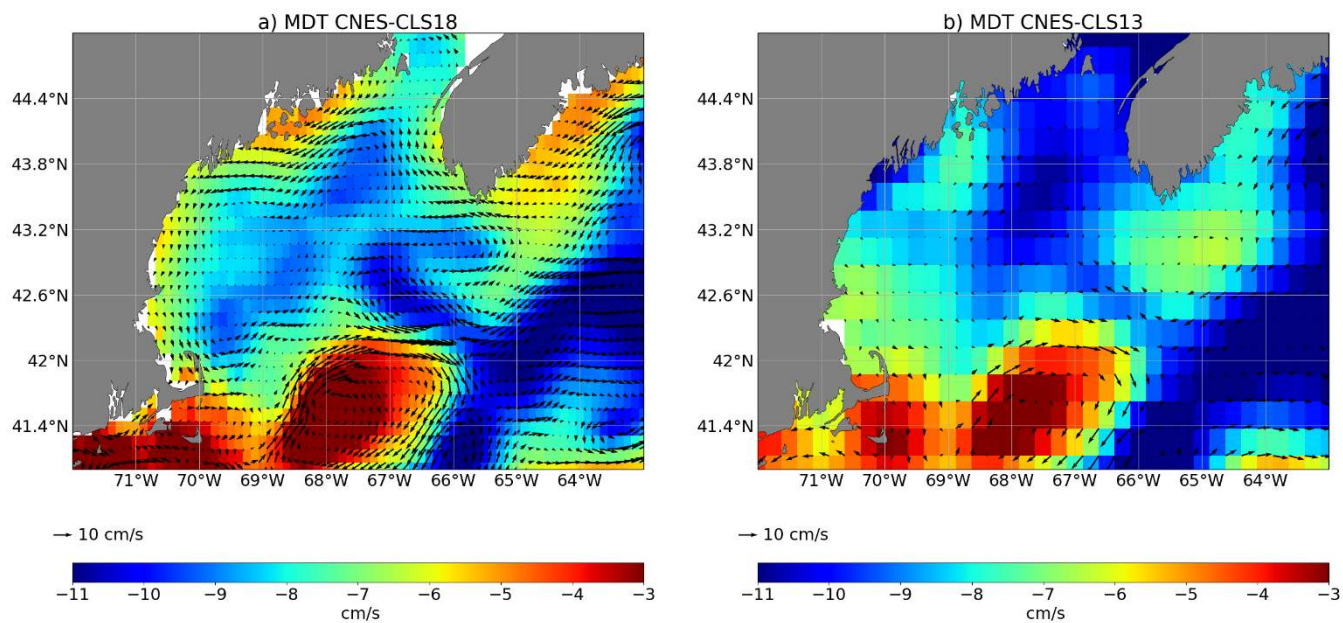 a) MDT CNES-CLS18
b) MDT CNES-CLS13
44.4°N
43.8°N
43.2°N
42.6°N
42°N
41.4°N
71°W 70°W 69°W 68°W 67°W 66°W 65°W 64°W
44.4°N
43.8°N
43.2°N
42.6°N
42°N
41.4°N
71°W 70°W 69°W 68°W 67°W 66°W 65°W 64°W
10 cm/s
10 cm/s
−11 −10 −9 −8 −7 −6 −5 −4 −3
cm/s
−11 −10 −9 −8 −7 −6 −5 −4 −3
cm/s